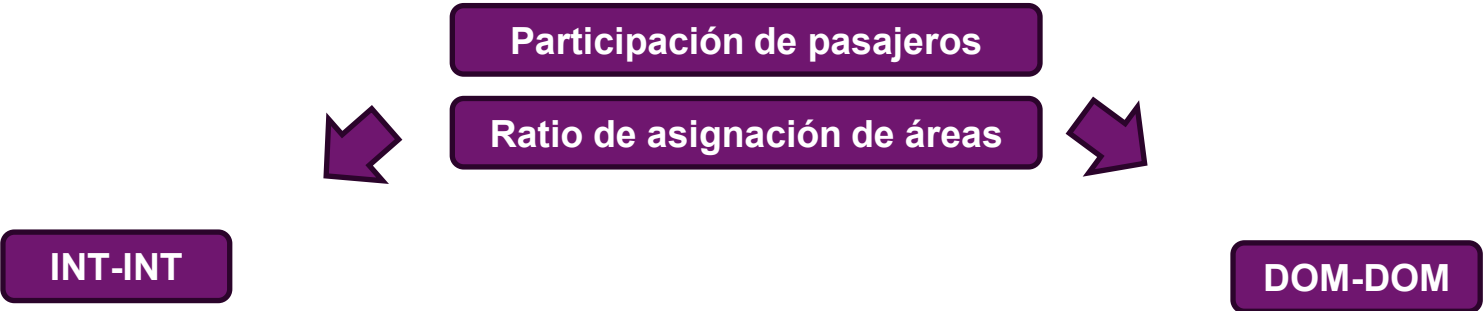 Participación de pasajeros
Ratio de asignación de áreas
INT-INT
DOM-DOM